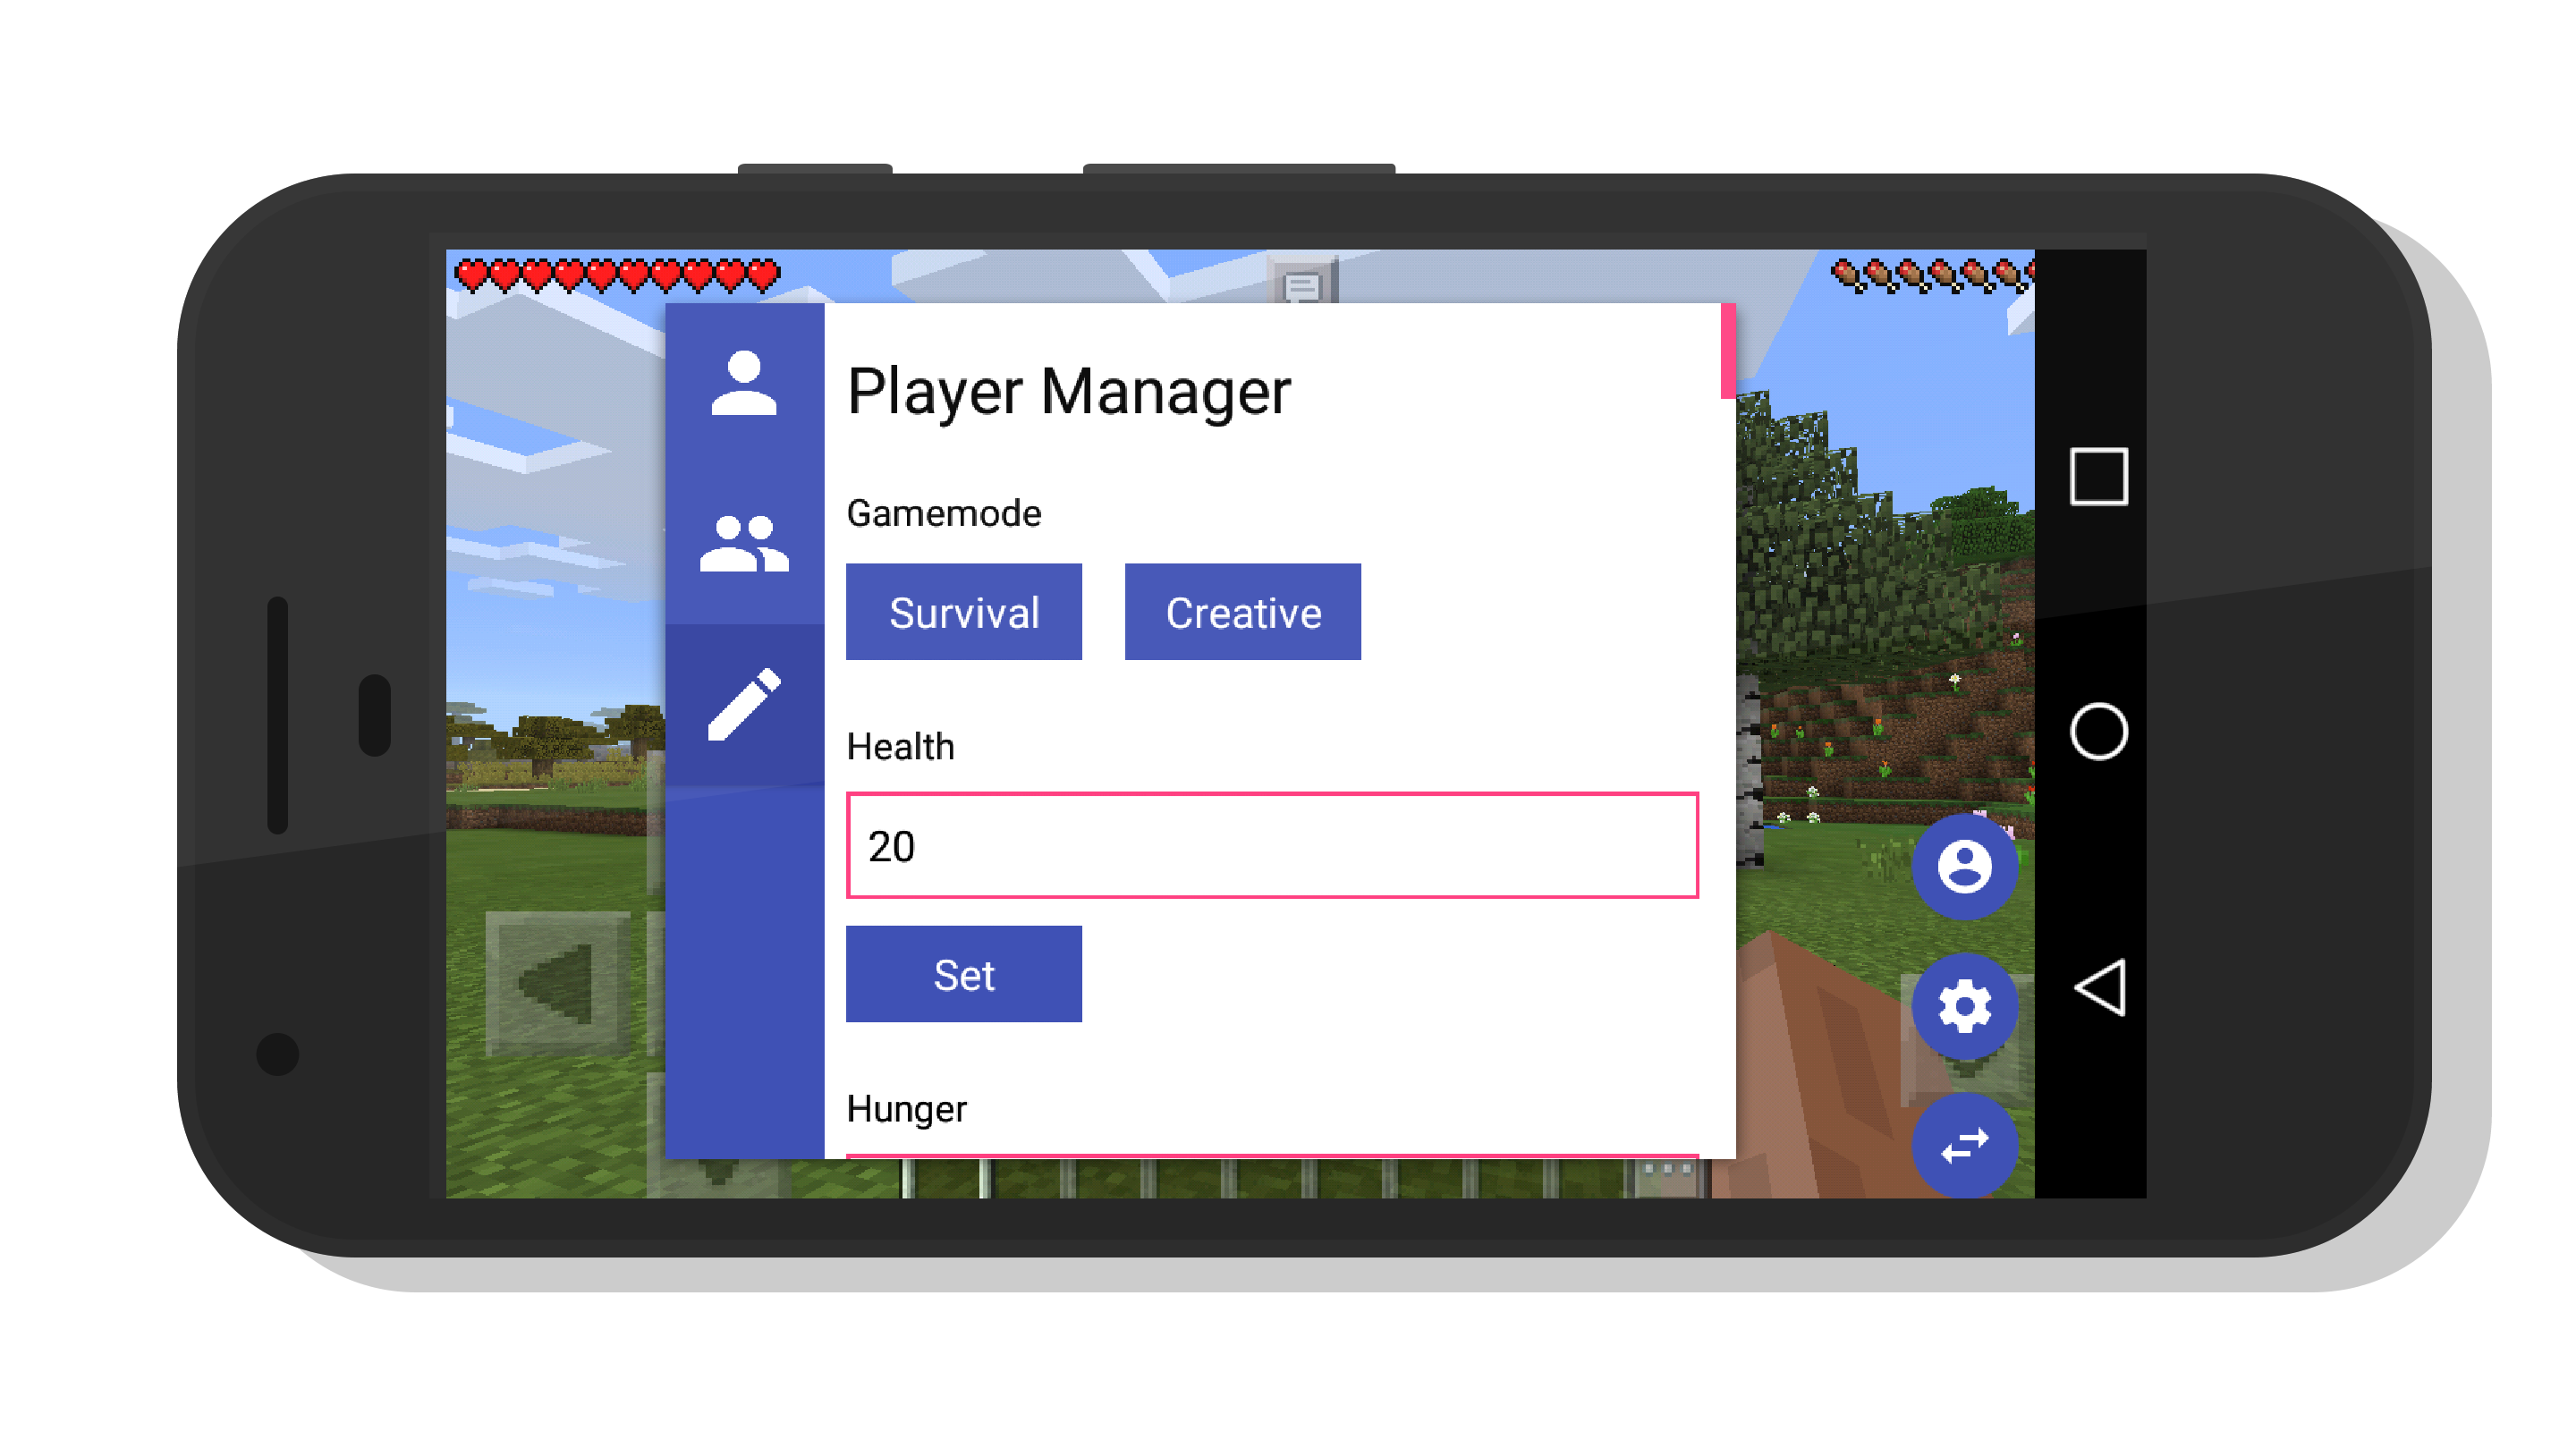 Player Manager
Gamemode
Survival
Creative
Health
20
Set
Hunger